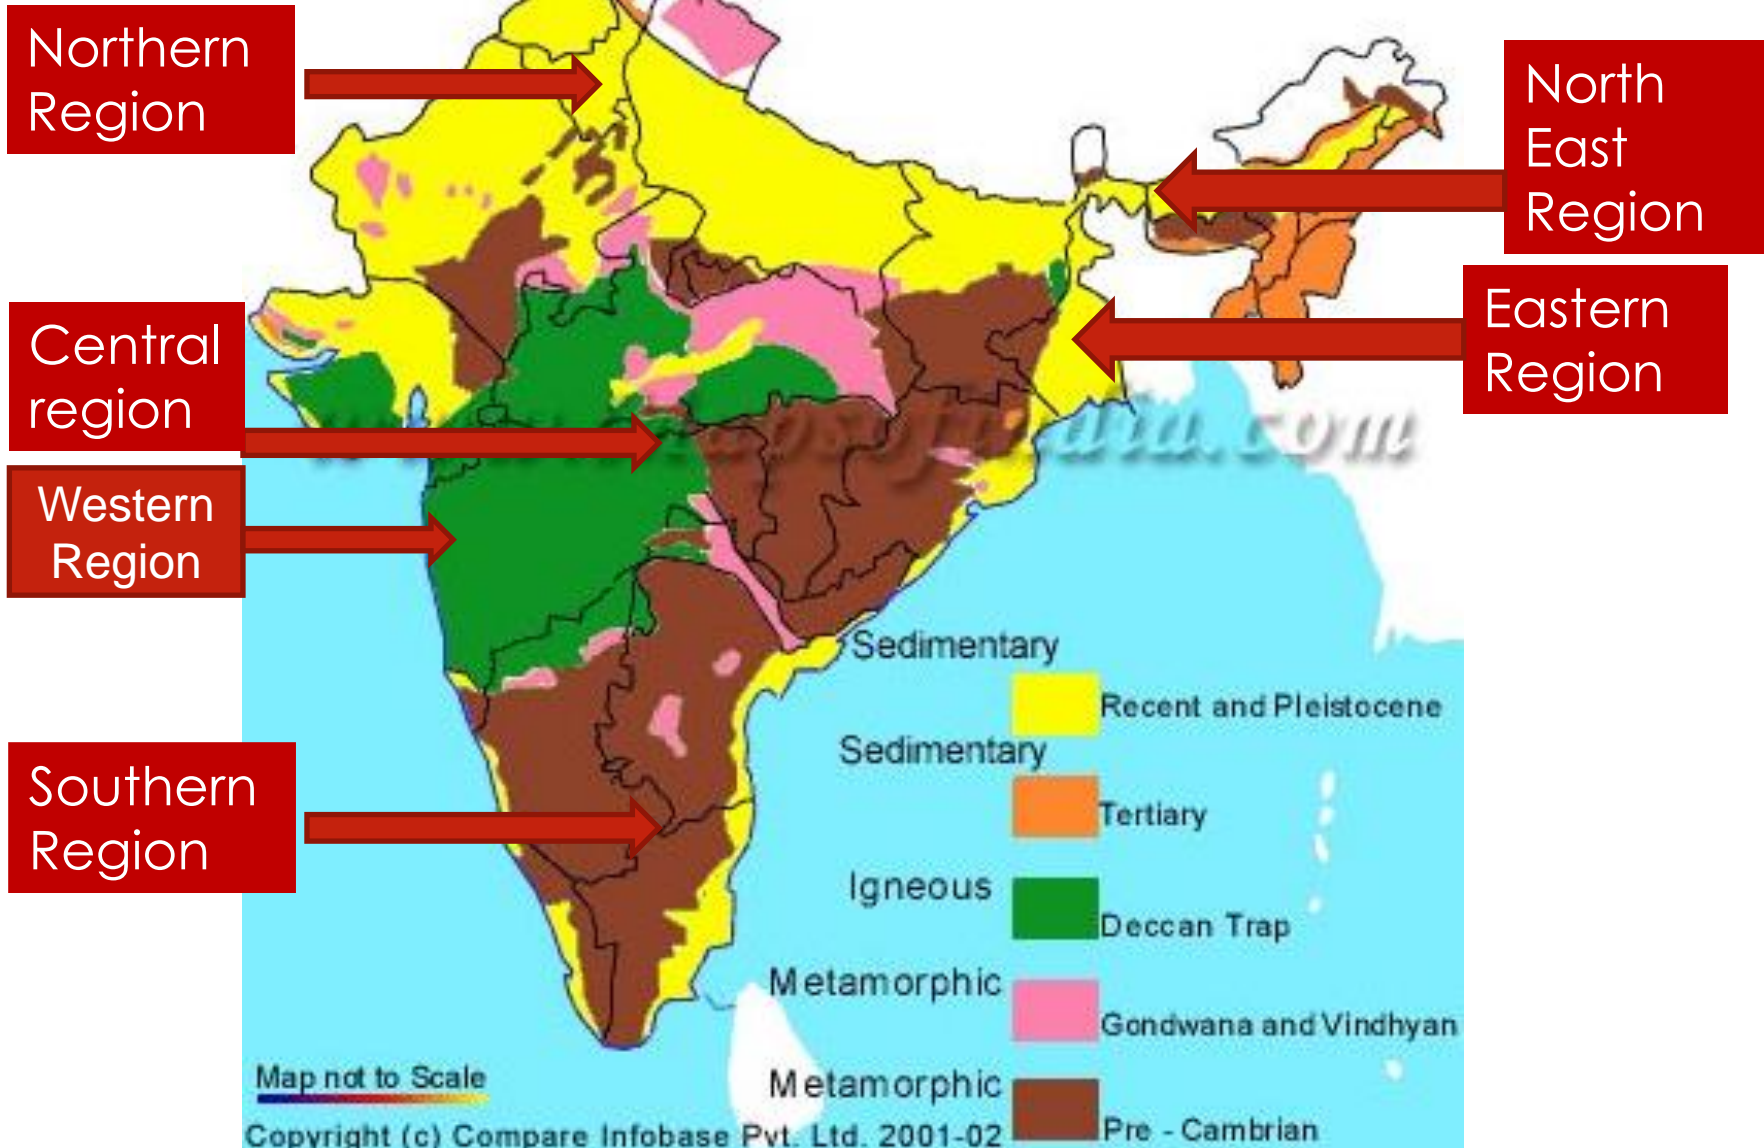 Northern
Region
North
East
Region
Eastern
Region
Central
region
Western
Region
Southern
Region
mapsofindia.com
Sedimentary
Recent and Pleistocene
Sedimentary
Tertiary
Igneous
Deccan Trap
Metamorphic
Gondwana and Vindhyan
Metamorphic
Pre - Cambrian
Map not to Scale
Copyright (c) Compare Infobase Pvt. Ltd. 2001-02